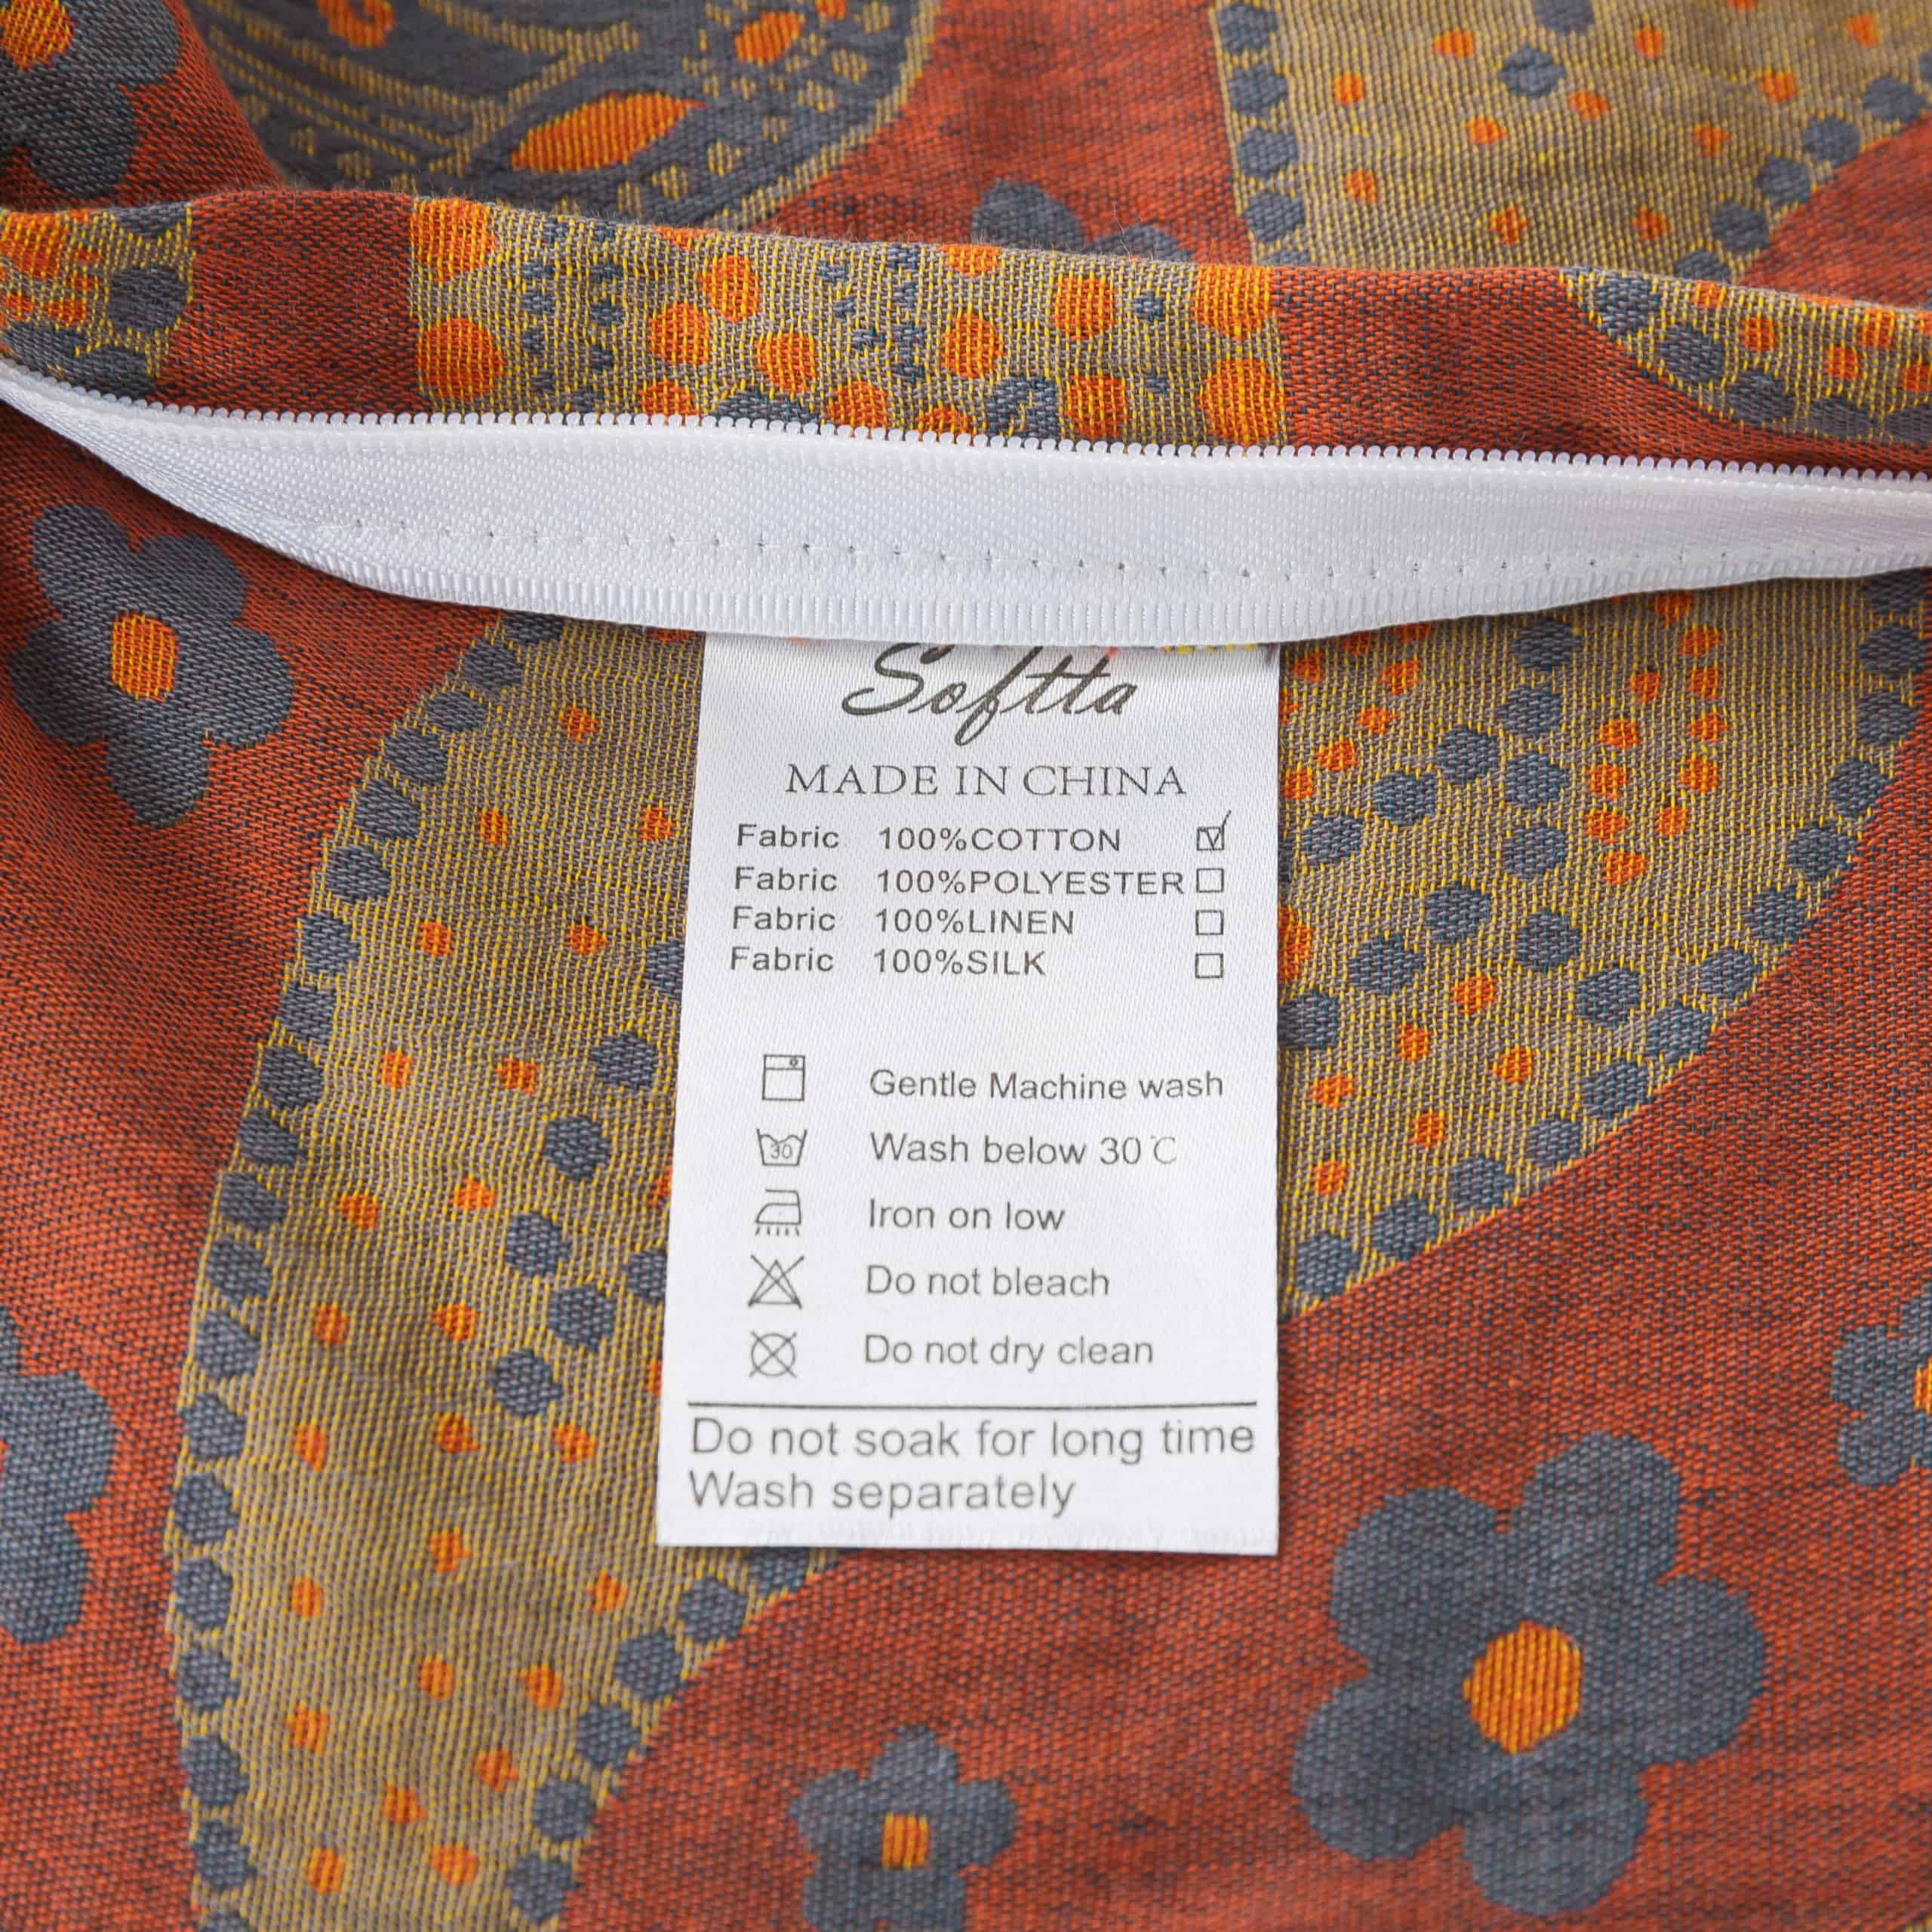 Softta
MADE IN CHINA
Fabric 100%COTTON
Fabric 100%POLYESTER
Fabric 100%LINEN
Fabric 100%SILK
Gentle Machine wash
30 Wash below 30℃
Iron on low
Do not bleach
Do not dry clean
Do not soak for long time
Wash separately